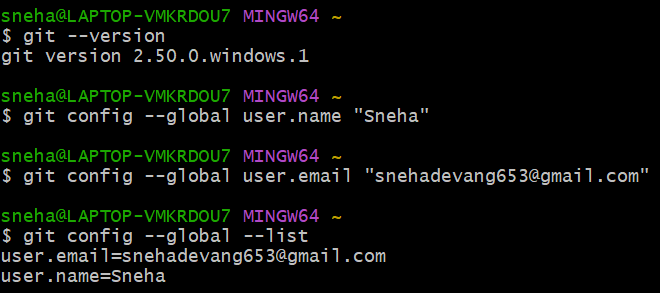 sneha@LAPTOP-VMKRDOU7 MINGW64 ~
$ git --version
git version 2.50.0.windows.1
sneha@LAPTOP-VMKRDOU7 MINGW64 ~
$ git config --global user.name "Sneha"
sneha@LAPTOP-VMKRDOU7 MINGW64 ~
$ git config --global user.email "snehadevang653@gmail.com"
sneha@LAPTOP-VMKRDOU7 MINGW64 ~
$ git config --global --list
user.email=snehadevang653@gmail.com
user.name=Sneha